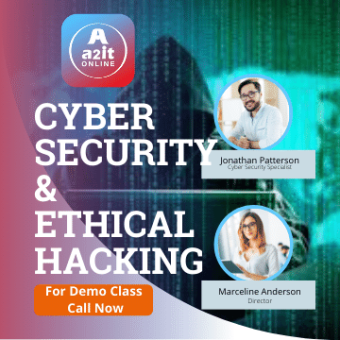 A
a2it
ONLINE
CYBER
SECURITY
&
ETHICAL
HACKING
For Demo Class
Call Now
Jonathan Patterson
Cyber Security Specialist
Marceline Anderson
Director